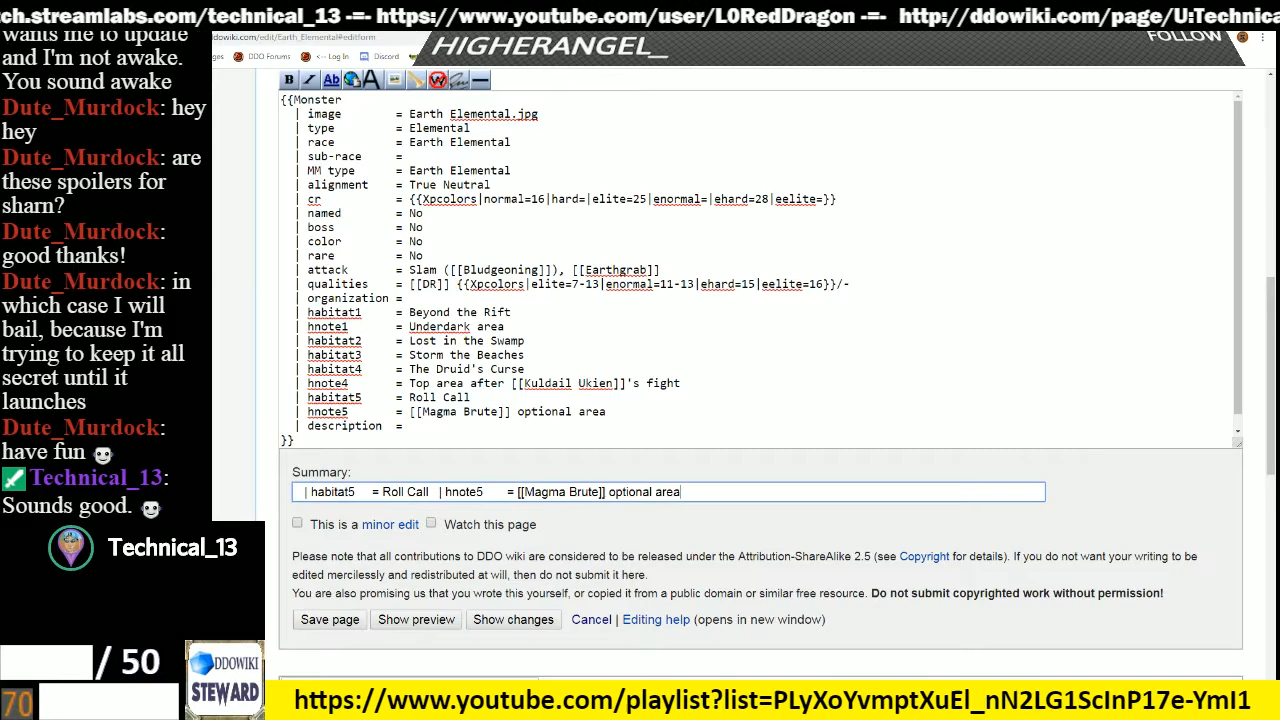 tch.streamlabs.com/technical_13 -=- https://www.youtube.com/user/L0RedDragon -=- http://ddowiki.com/page/U:Technica
wants me to update
and I'm not awake.
You sound awake
Dute_Murdock: hey
hey
Dute_Murdock: are
these spoilers for
sharn?
Dute_Murdock:
good thanks!
Dute_Murdock: in
which case I will
bail, because I'm
trying to keep it all
secret until it
launches
Dute_Murdock:
have fun
Technical_13:
Sounds good.
Technical_13
/ 50
70
DDOWIKI
STEWARD
.com/edit/Earth_Elemental#editform
HIGHERANGEL_
FOLLOW
ges DDO Forums <-- Log In Discord
B I Ab A W
{{Monster
| image = Earth Elemental.jpg
| type = Elemental
| race = Earth Elemental
| sub-race =
| MM type = Earth Elemental
| alignment = True Neutral
| cr = {{Xpcolors|normal=16|hard=|elite=25|enormal=|ehard=28|eelite=}}
| named = No
| boss = No
| color = No
| rare = No
| attack = Slam ([[Bludgeoning]]), [[Earthgrab]]
| qualities = [[DR]] {{Xpcolors|elite=7-13|enormal=11-13|ehard=15|eelite=16}}/-
| organization =
| habitat1 = Beyond the Rift
| hnote1 = Underdark area
| habitat2 = Lost in the Swamp
| habitat3 = Storm the Beaches
| habitat4 = The Druid's Curse
| hnote4 = Top area after [[Kuldail Ukien]]'s fight
| habitat5 = Roll Call
| hnote5 = [[Magma Brute]] optional area
| description =
}}
Summary:
| habitat5 = Roll Call | hnote5 = [[Magma Brute]] optional area
This is a minor edit Watch this page
Please note that all contributions to DDO wiki are considered to be released under the Attribution-ShareAlike 2.5 (see Copyright for details). If you do not want your writing to be
edited mercilessly and redistributed at will, then do not submit it here.
You are also promising us that you wrote this yourself, or copied it from a public domain or similar free resource. Do not submit copyrighted work without permission!
Save page Show preview Show changes Cancel | Editing help (opens in new window)
https://www.youtube.com/playlist?list=PLyXoYvmptXuEl_nN2LG1ScInP17e-YmI1